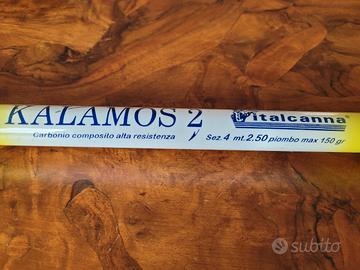 KALAMOS 2
italcanna
Carbonio composito alta resistenza
Sez. 4 mt. 2.50 piombo max 150 gr
subito